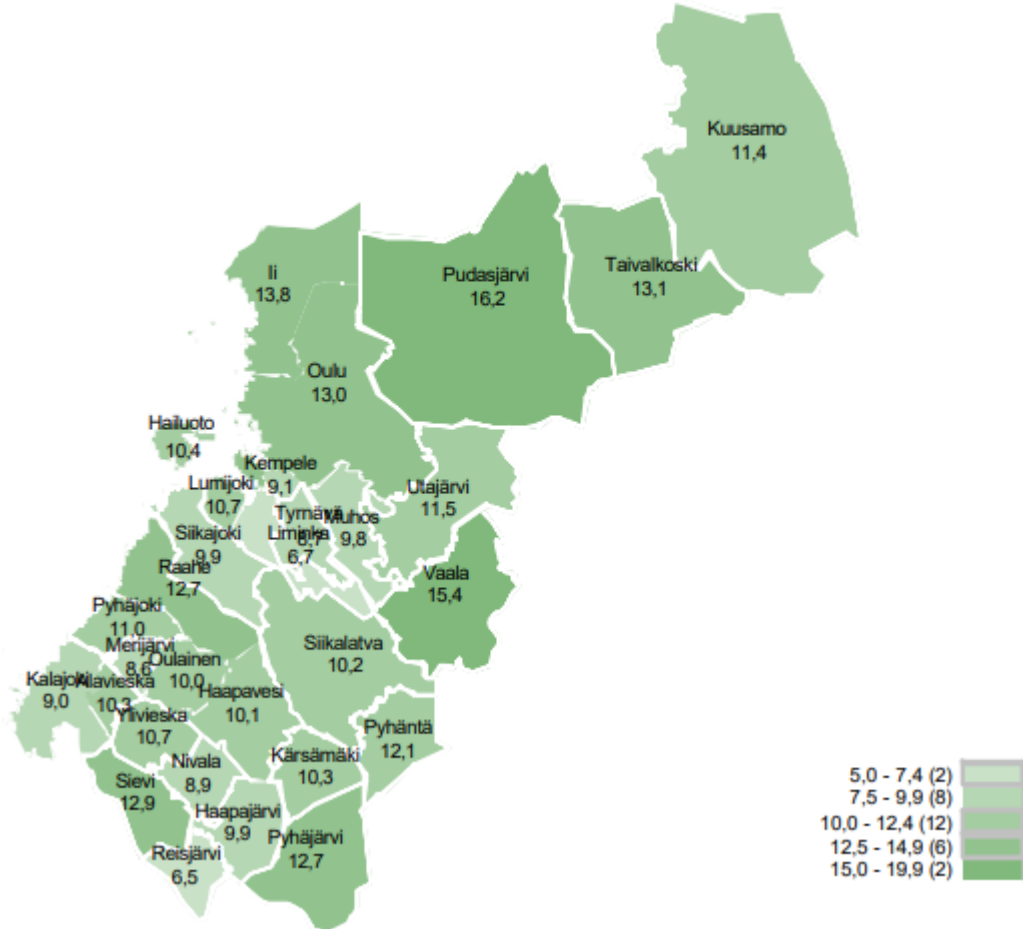 Kuusamo
11,4
Taivalkoski
13,1
Pudasjärvi
16,2
Ii
13,8
Oulu
13,0
Hailuoto
10,4
Kempele
9,1
Lumijoki
10,7
Utajärvi
11,5
Tyrnävä
8,7
Muhos
9,8
Liminka
6,7
Siikajoki
9,9
Raahe
12,7
Vaala
15,4
Pyhäjoki
11,0
Siikalatva
10,2
Merijärvi
8,6
Oulainen
10,0
Kalajoki
9,0
Alavieska
10,3
Haapavesi
10,1
Ylivieska
10,7
Pyhäntä
12,1
Kärsämäki
10,3
Nivala
8,9
Sievi
12,9
Haapajärvi
9,9
Pyhäjärvi
12,7
Reisjärvi
6,5
5,0 - 7,4 (2)
7,5 - 9,9 (8)
10,0 - 12,4 (12)
12,5 - 14,9 (6)
15,0 - 19,9 (2)